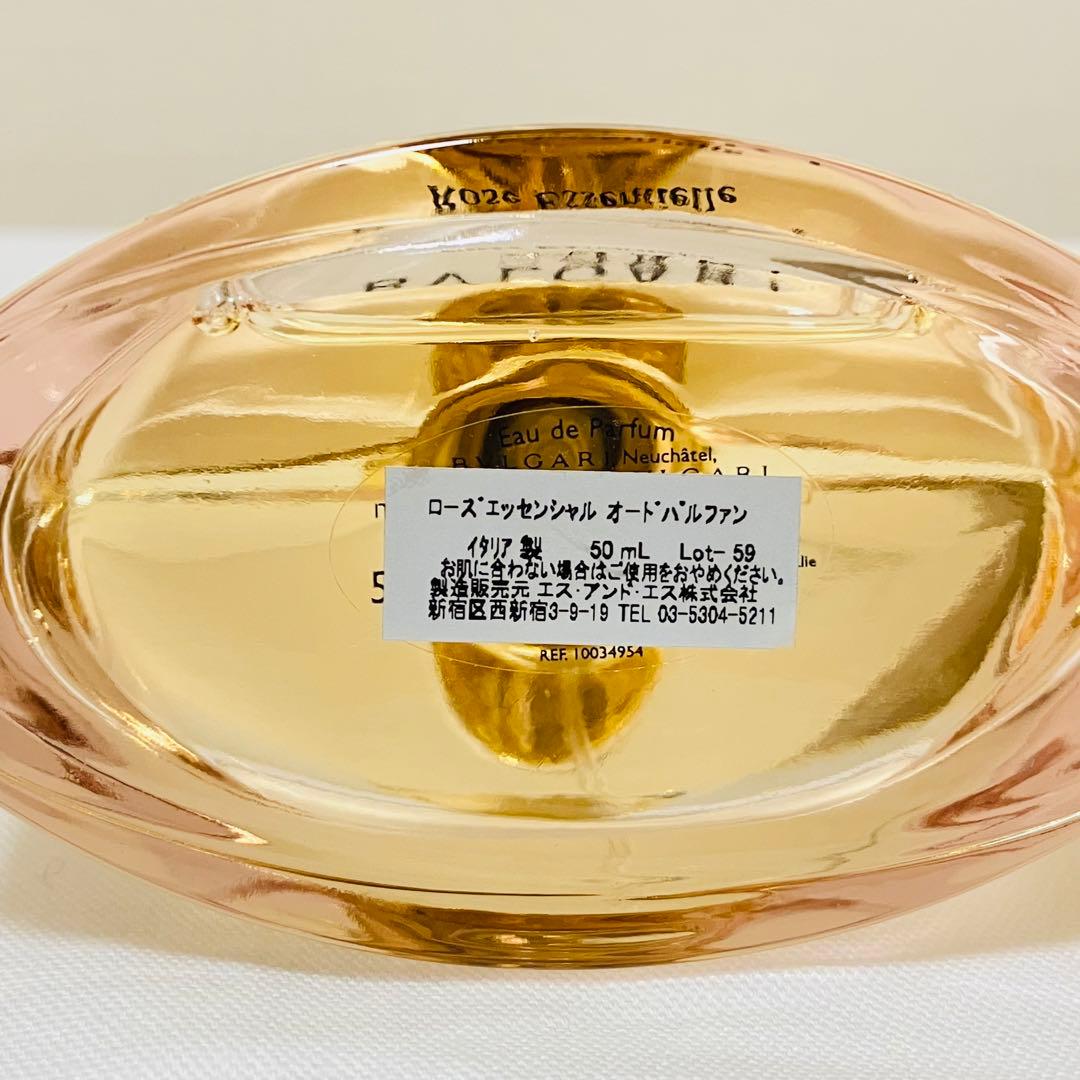 Rose Essentielle
BVLGARI
Eau de Parfum
BVLGARI Neuchâtel,
ローズエッセンシャル オードパルファン
イタリア 製 50 mL Lot- 59
お肌に合わない場合はご使用をおやめください。
製造販売元 エス・アンド・エス株式会社
新宿区西新宿3-9-19 TEL 03-5304-5211
REF. 10034954